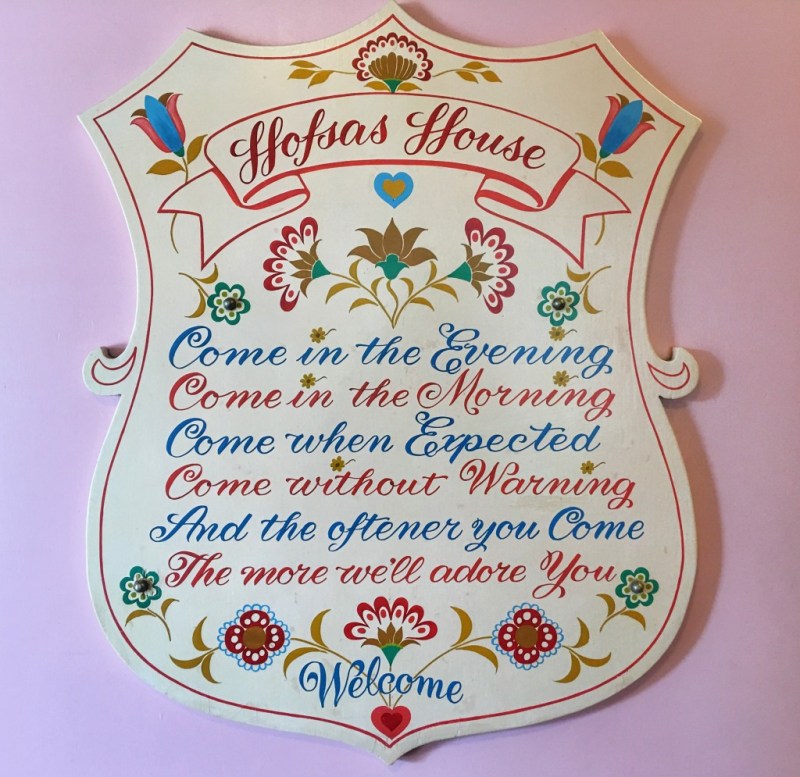 Hofsas House
Come in the Evening
Come in the Morning
Come when Expected
Come without Warning
And the oftener you Come
The more we'll adore You
Welcome